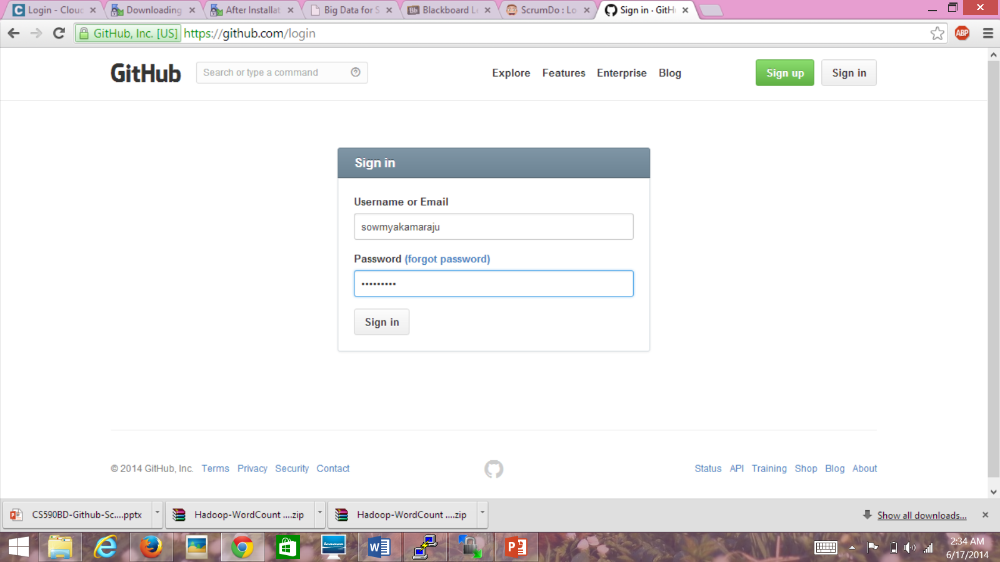 Login - Clouc
Downloading
After Installat
Big Data for S
Blackboard Le
ScrumDo : Lo
Sign in · GitH
GitHub, Inc. [US] https://github.com/login
ABP
GitHub
Search or type a command
Explore
Features
Enterprise
Blog
Sign up
Sign in
Sign in
Username or Email
sowmyakamaraju
Password (forgot password)
•••••••••
Sign in
© 2014 GitHub, Inc. Terms Privacy Security Contact
Status API Training Shop Blog About
CS590BD-Github-Sc....pptx
Hadoop-WordCount ....zip
Hadoop-WordCount ....zip
Show all downloads...
lenovo
2:34 AM
6/17/2014